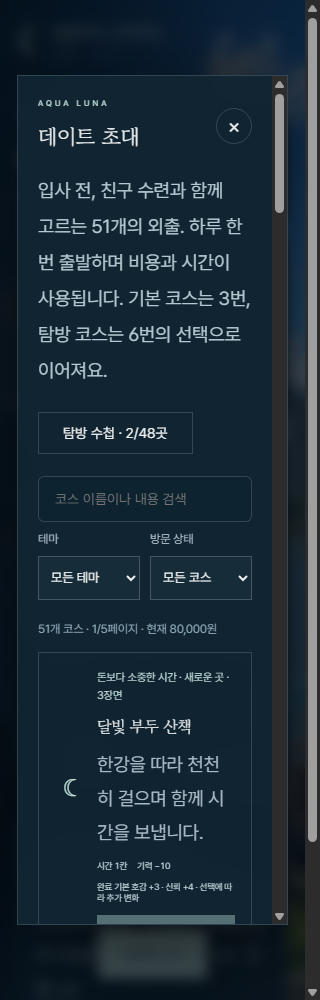 AQUA LUNA
데이트 초대
×
입사 전, 친구 수련과 함께
고르는 51개의 외출. 하루 한
번 출발하며 비용과 시간이
사용됩니다. 기본 코스는 3번,
탐방 코스는 6번의 선택으로
이어져요.
탐방 수첩 · 2/48곳
코스 이름이나 내용 검색
테마 방문 상태
모든 테마 모든 코스
51개 코스 · 1/5페이지 · 현재 80,000원
돈보다 소중한 시간 · 새로운 곳 ·
3장면
달빛 부두 산책
한강을 따라 천천
히 걸으며 함께 시
간을 보냅니다.
시간 1칸 기력 −10
완료 기본 호감 +3 · 신뢰 +4 · 선택에 따
라 추가 변화